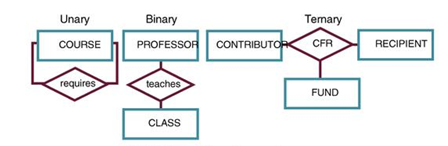 Unary Binary Ternary
COURSE PROFESSOR CONTRIBUTOR CFR RECIPIENT
requires teaches FUND
CLASS